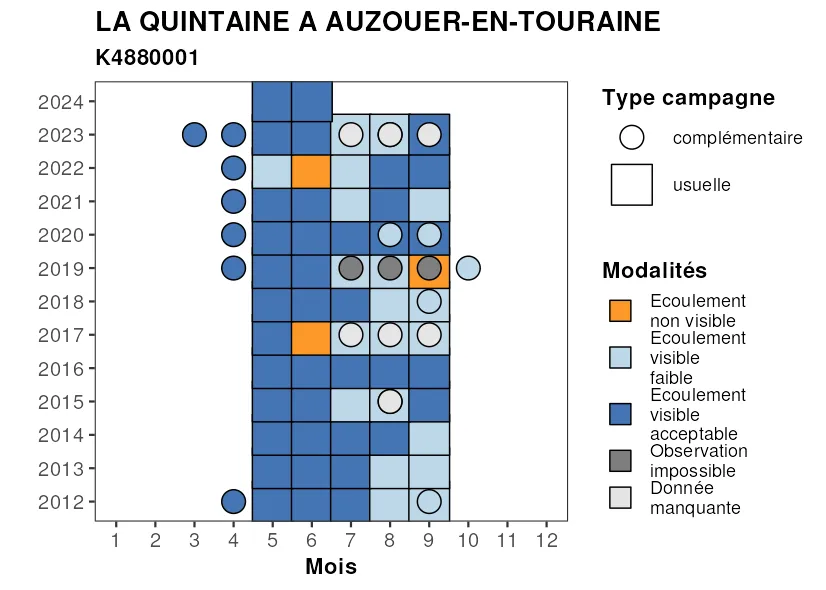 LA QUINTAINE A AUZOUER-EN-TOURAINE
K4880001
2024
2023
2022
2021
2020
2019
2018
2017
2016
2015
2014
2013
2012
1 2 3 4 5 6 7 8 9 10 11 12
Mois
Type campagne
complémentaire
usuelle
Modalités
Ecoulement
non visible
Ecoulement
visible
faible
Ecoulement
visible
acceptable
Observation
impossible
Donnée
manquante